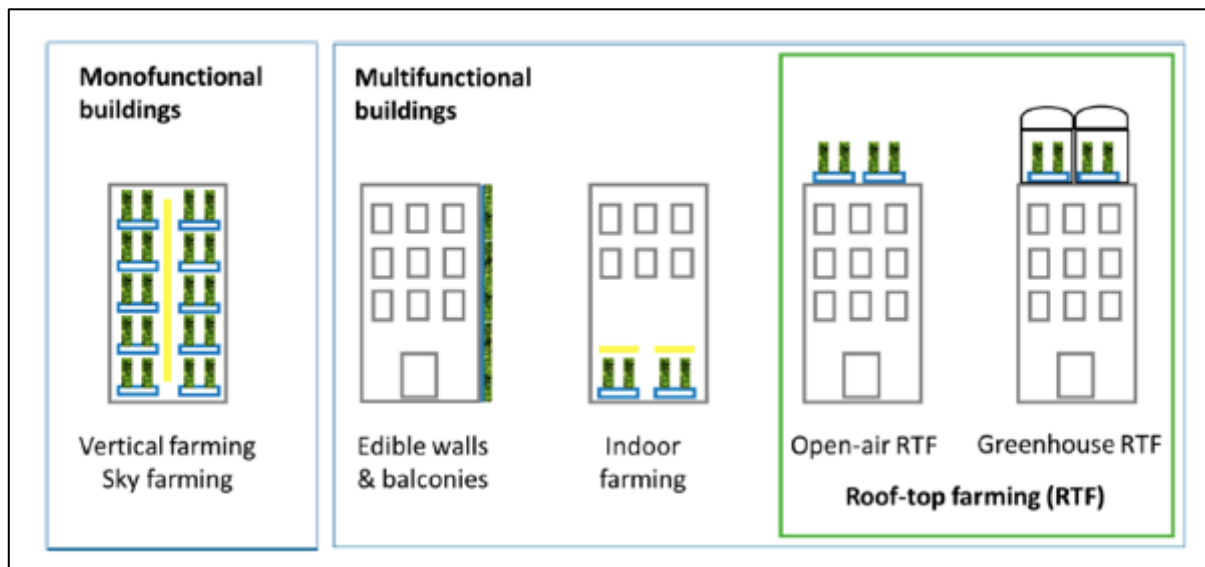 Monofunctional
buildings
Vertical farming
Sky farming
Multifunctional
buildings
Edible walls
& balconies
Indoor
farming
Open-air RTF
Greenhouse RTF
Roof-top farming (RTF)